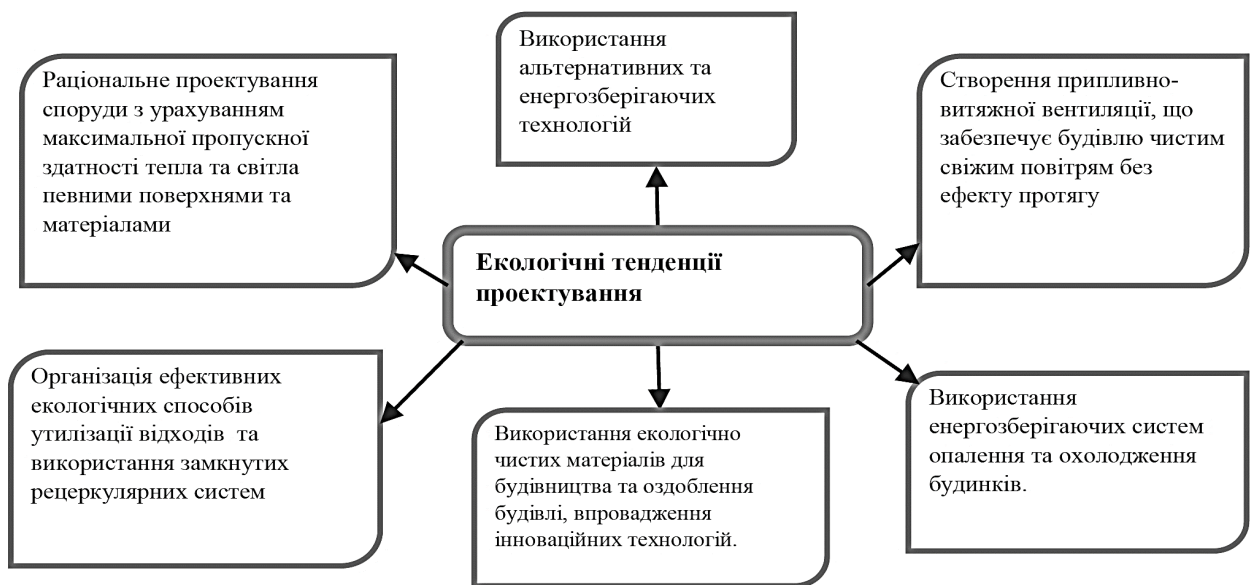 Раціональне проектування
споруди з урахуванням
максимальної пропускної
здатності тепла та світла
певними поверхнями та
матеріалами
Використання
альтернативних та
енергозберігаючих
технологій
Створення припливно-
витяжної вентиляції, що
забезпечує будівлю чистим
свіжим повітрям без
ефекту протягу
Екологічні тенденції
проектування
Організація ефективних
екологічних способів
утилізації відходів та
використання замкнутих
рецеркулярних систем
Використання екологічно
чистих матеріалів для
будівництва та оздоблення
будівлі, впровадження
інноваційних технологій.
Використання
енергозберігаючих систем
опалення та охолодження
будинків.